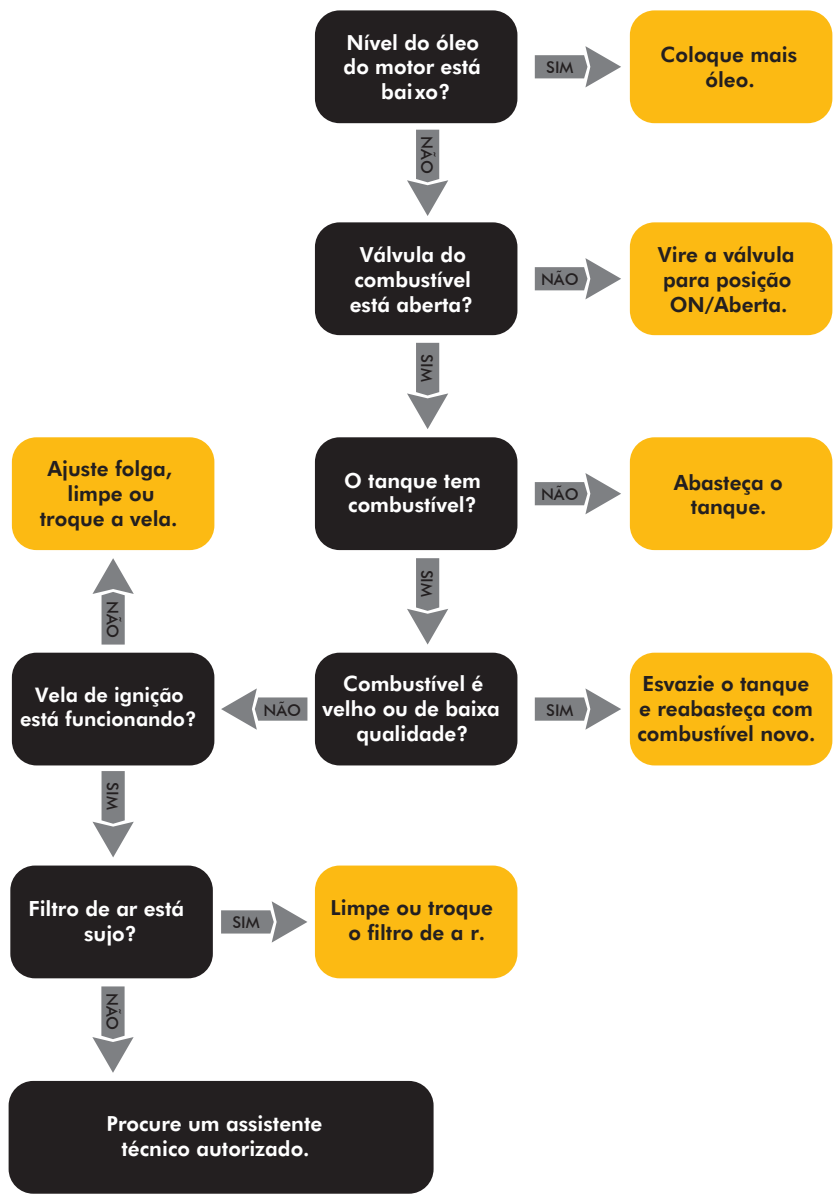 Nível do óleo
do motor está
baixo?
SIM
Coloque mais
óleo.
NÃO
Válvula do
combustível
está aberta?
NÃO
Vire a válvula
para posição
ON/Aberta.
SIM
O tanque tem
combustível?
NÃO
Abasteça o
tanque.
SIM
Combustível é
velho ou de baixa
qualidade?
SIM
Esvazie o tanque
e reabasteça com
combustível novo.
NÃO
Vela de ignição
está funcionando?
NÃO
Ajuste folga,
limpe ou
troque a vela.
SIM
Filtro de ar está
sujo?
SIM
Limpe ou troque
o filtro de a r.
NÃO
Procure um assistente
técnico autorizado.